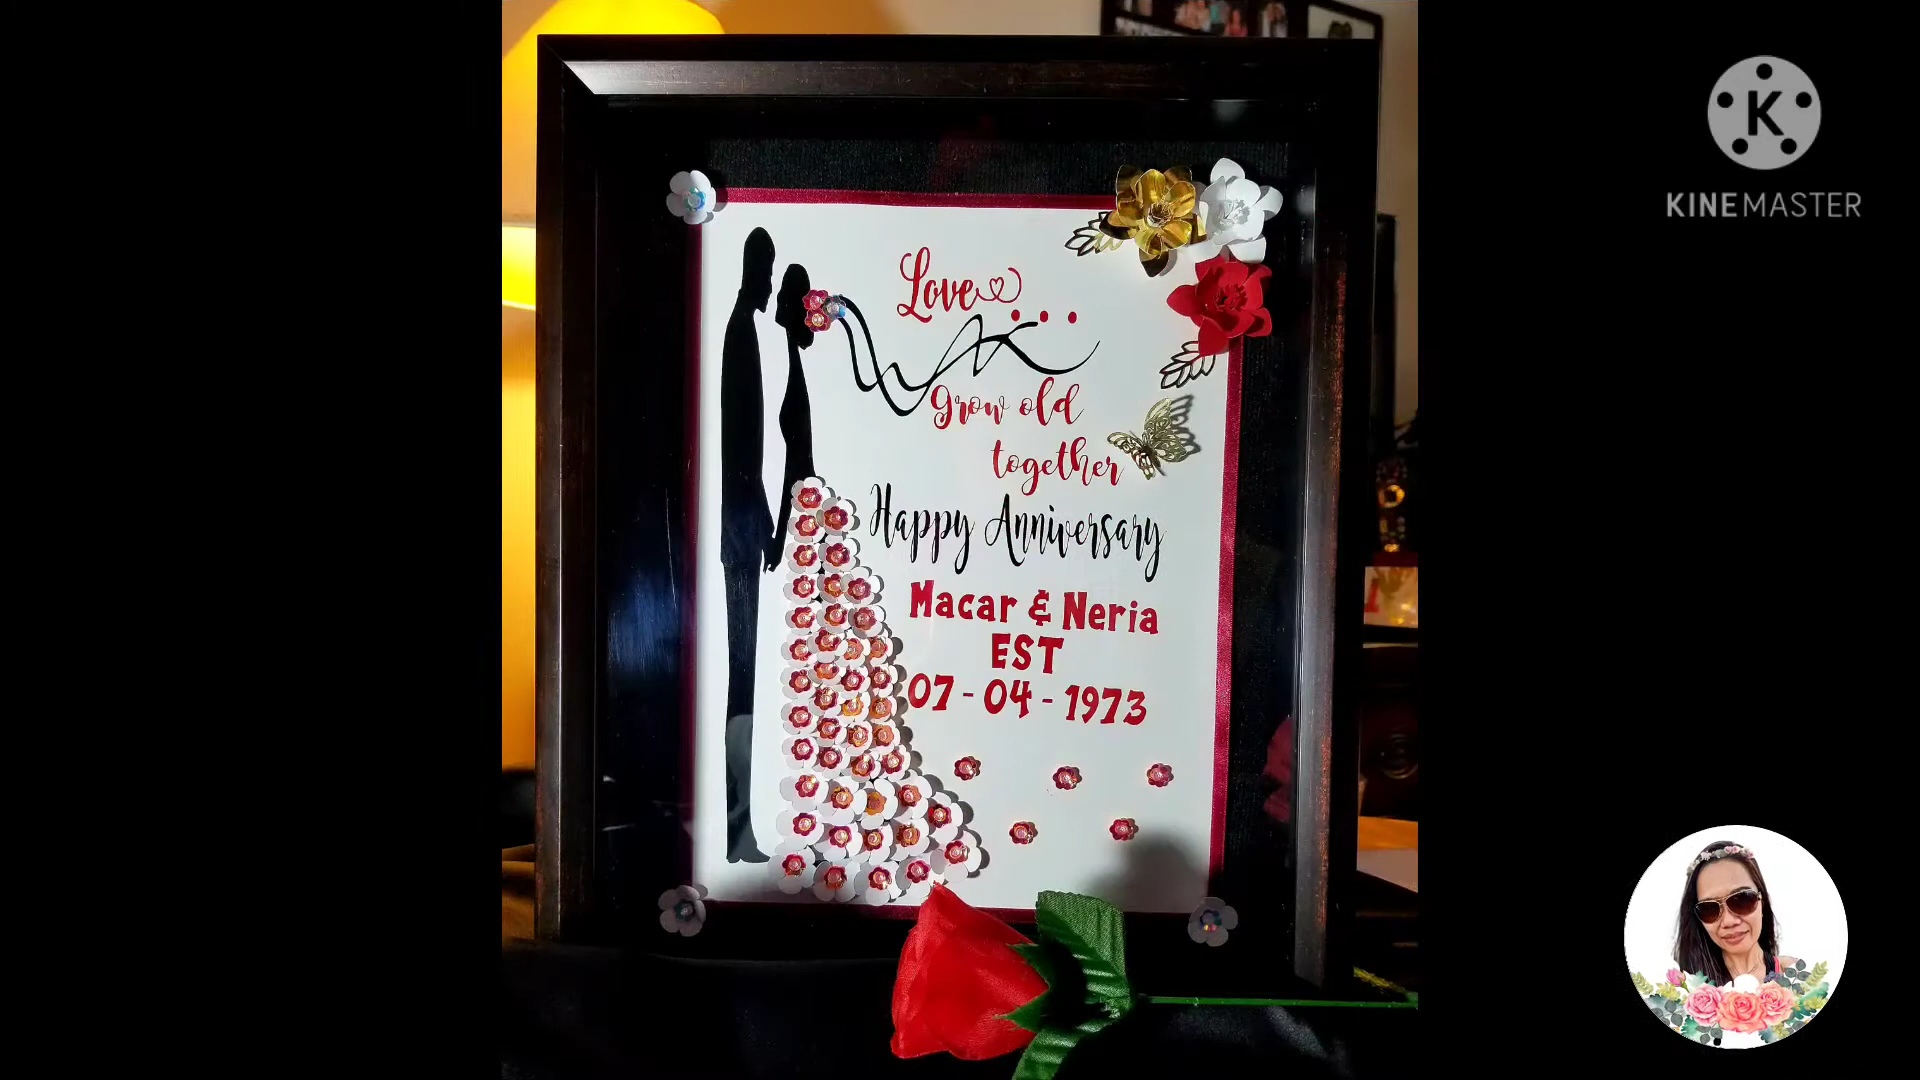 Love...
Grow old
together
Happy Anniversary
Macar & Neria
EST
07-04-1973
KINEMASTER